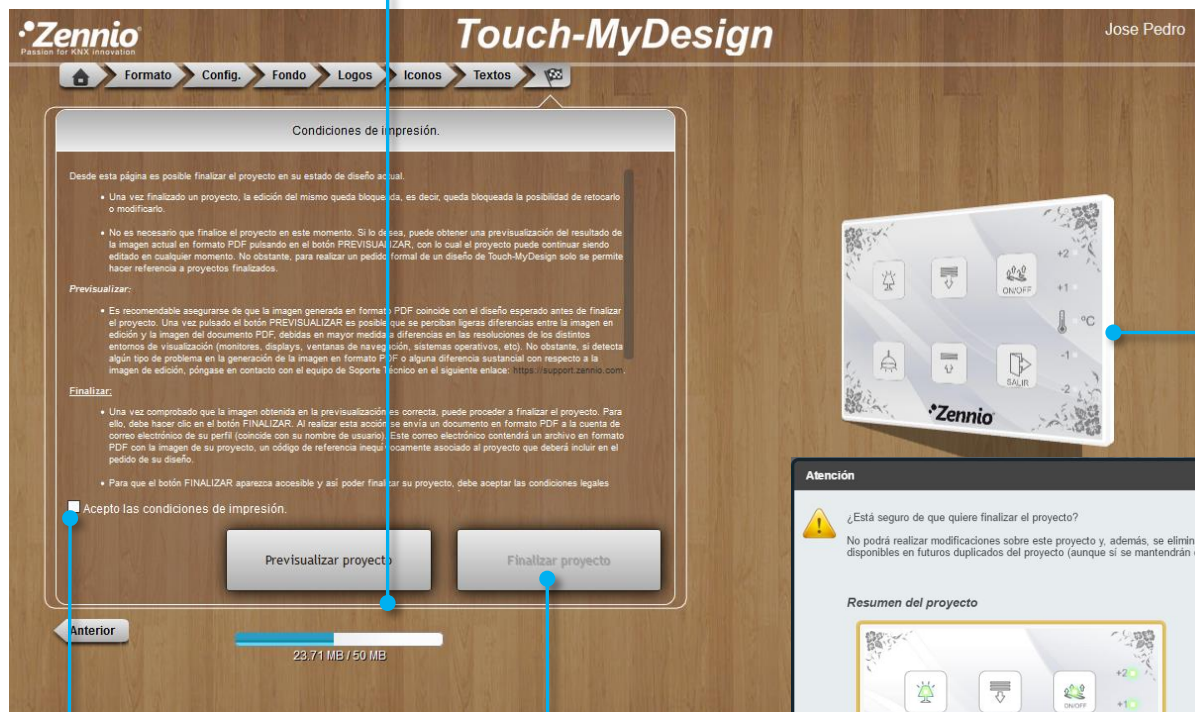 Zennio
Passion for KNX innovation
Touch-MyDesign
Jose Pedro
Formato Config. Fondo Logos Iconos Textos
Condiciones de impresión.
Desde esta página es posible finalizar el proyecto en su estado de diseño actual.
• Una vez finalizado un proyecto, la edición del mismo queda bloqueada, es decir, queda bloqueada la posibilidad de retocarlo
o modificarlo.
• No es necesario que finalice el proyecto en este momento. Si lo desea, puede obtener una previsualización del resultado de
la imagen actual en formato PDF pulsando en el botón PREVISUALIZAR, con lo cual el proyecto puede continuar siendo
editado en cualquier momento. No obstante, para realizar un pedido formal de un diseño de Touch-MyDesign solo se permite
hacer referencia a proyectos finalizados.
Previsualizar:
• Es recomendable asegurarse de que la imagen generada en formato PDF coincide con el diseño esperado antes de finalizar
el proyecto. Una vez pulsado el botón PREVISUALIZAR es posible que se perciban ligeras diferencias entre la imagen en
edición y la imagen del documento PDF, debidas en mayor medida a diferencias en las resoluciones de los distintos
entornos de visualización (monitores, displays, ventanas de navegación, sistemas operativos, etc). No obstante, si detecta
algún tipo de problema en la generación de la imagen en formato PDF o alguna diferencia sustancial con respecto a la
imagen de edición, póngase en contacto con el equipo de Soporte Técnico en el siguiente enlace: https://support.zennio.com.
Finalizar:
• Una vez comprobado que la imagen obtenida en la previsualización es correcta, puede proceder a finalizar el proyecto. Para
ello, debe hacer clic en el botón FINALIZAR. Al realizar esta acción se envía un documento en formato PDF a la cuenta de
correo electrónico de su perfil (coincide con su nombre de usuario). Este correo electrónico contendrá un archivo en formato
PDF con la imagen de su proyecto, un código de referencia inequívocamente asociado al proyecto que deberá incluir en el
pedido de su diseño.
• Para que el botón FINALIZAR aparezca accesible y así poder finalizar su proyecto, debe aceptar las condiciones legales
Acepto las condiciones de impresión.
Previsualizar proyecto
Finalizar proyecto
Anterior
23.71 MB / 50 MB
+2
ON/OFF
+1
°C
-1
SALIR
-2
Zennio
Atención
¿Está seguro de que quiere finalizar el proyecto?
No podrá realizar modificaciones sobre este proyecto y, además, se elimin
disponibles en futuros duplicados del proyecto (aunque sí se mantendrán
Resumen del proyecto
+2
ON/OFF
+1